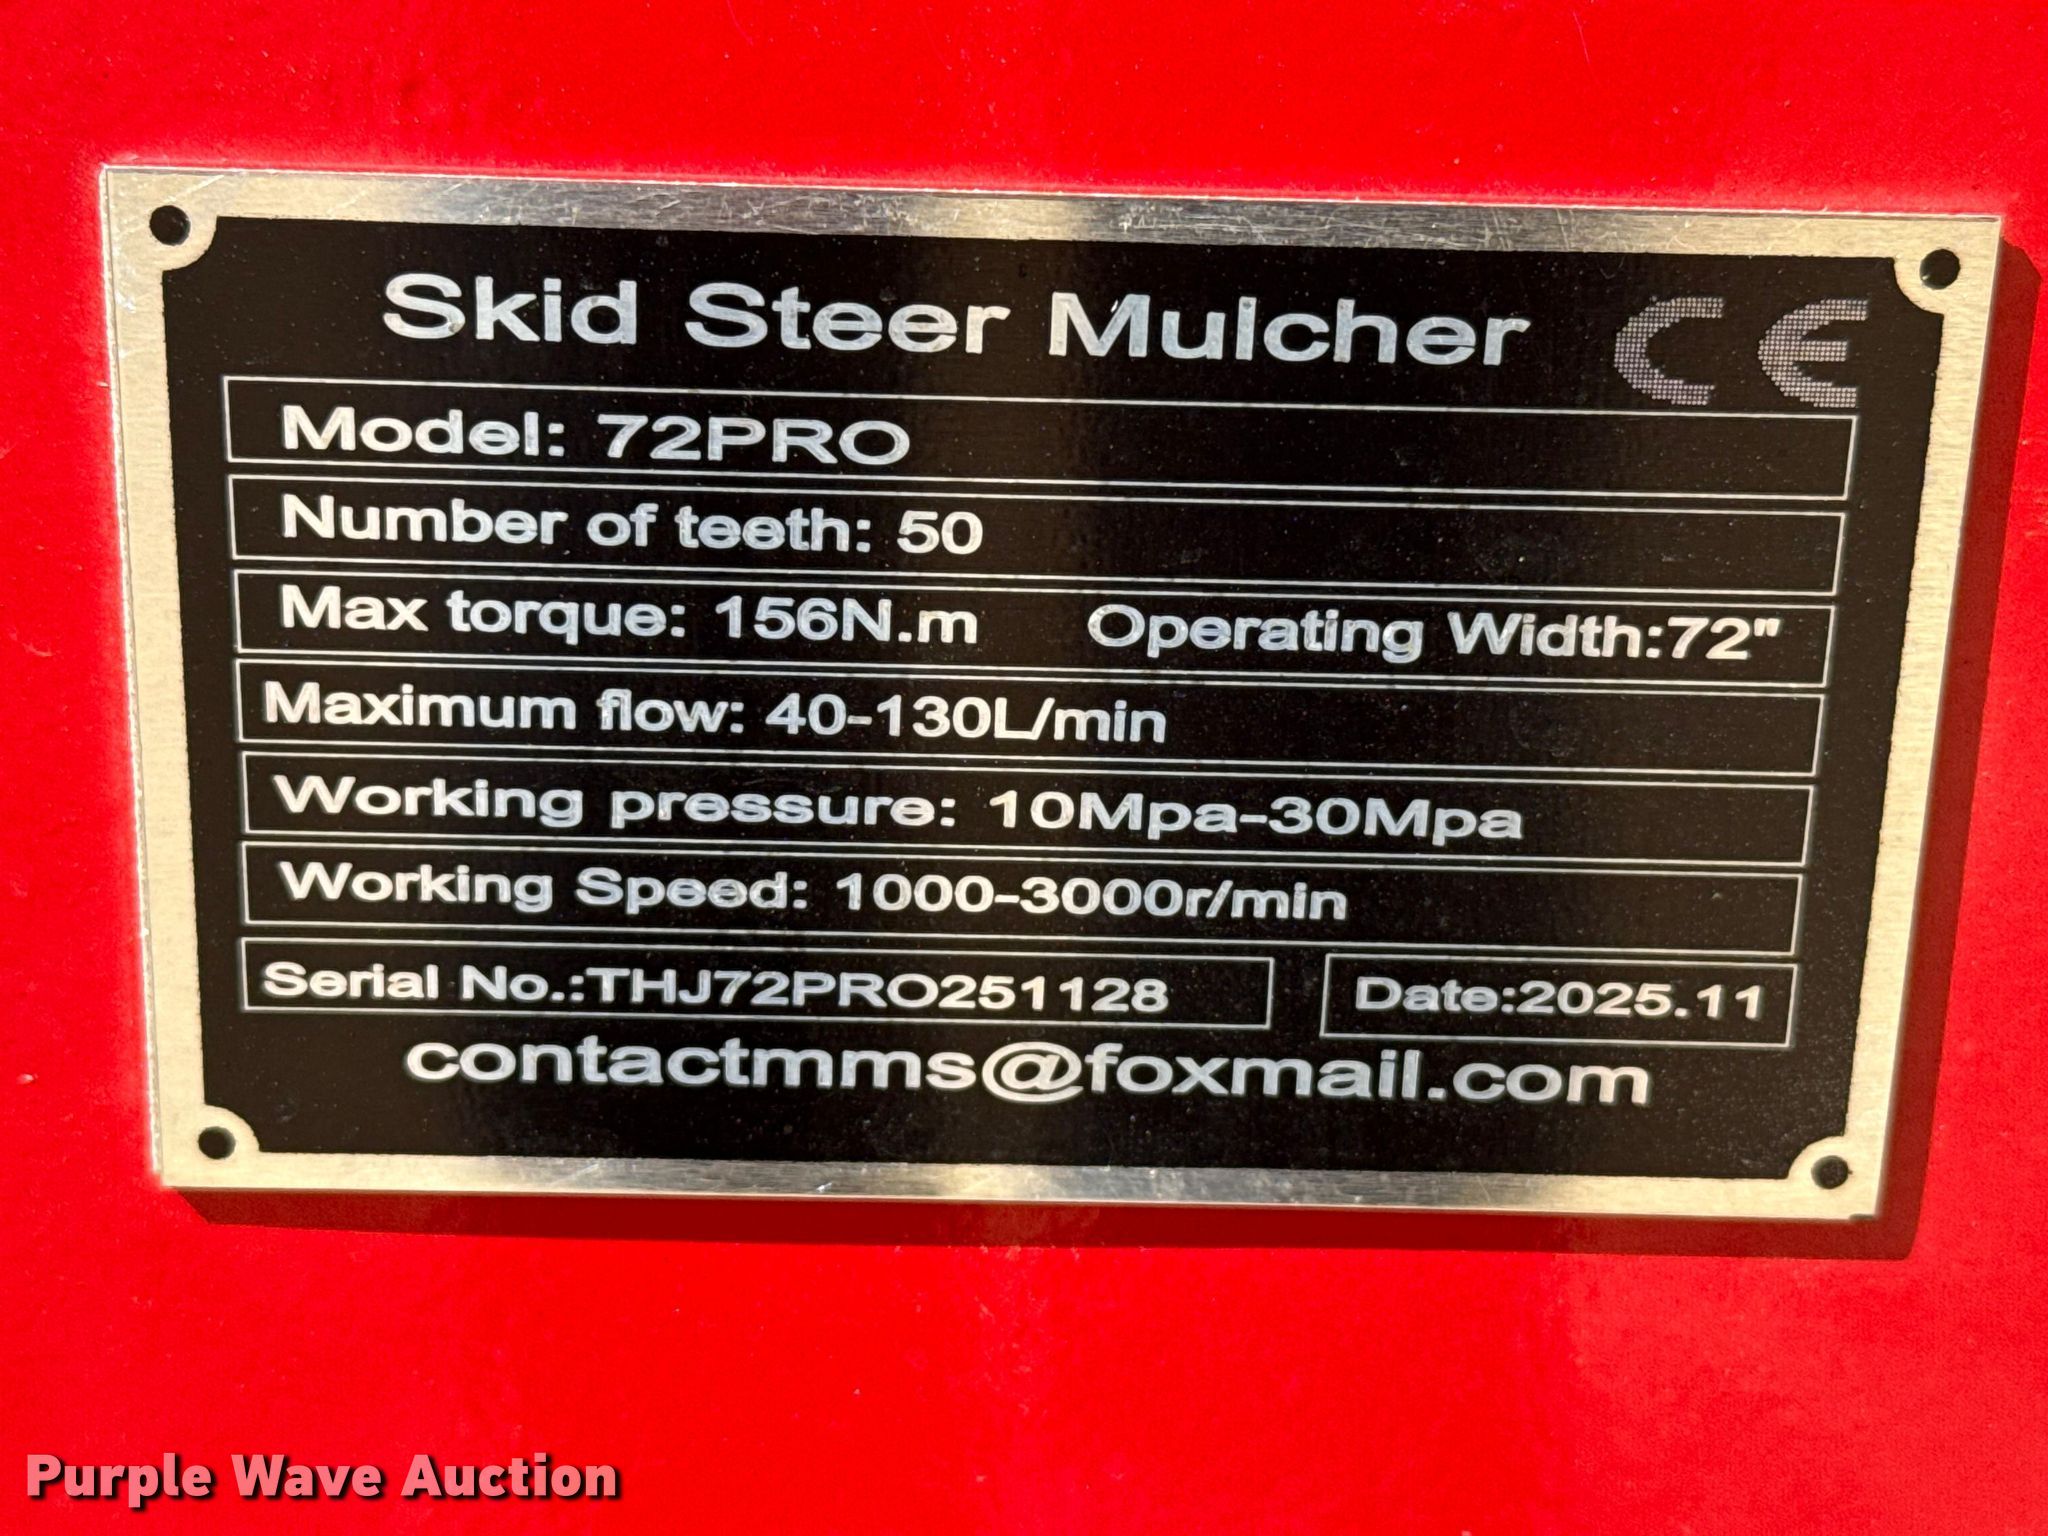 Skid Steer Mulcher CE
Model: 72PRO
Number of teeth: 50
Max torque: 156N.m Operating Width:72"
Maximum flow: 40-130L/min
Working pressure: 10Mpa-30Mpa
Working Speed: 1000-3000r/min
Serial No.:THJ72PRO251128 Date:2025.11
contactmms@foxmail.com
Purple Wave Auction